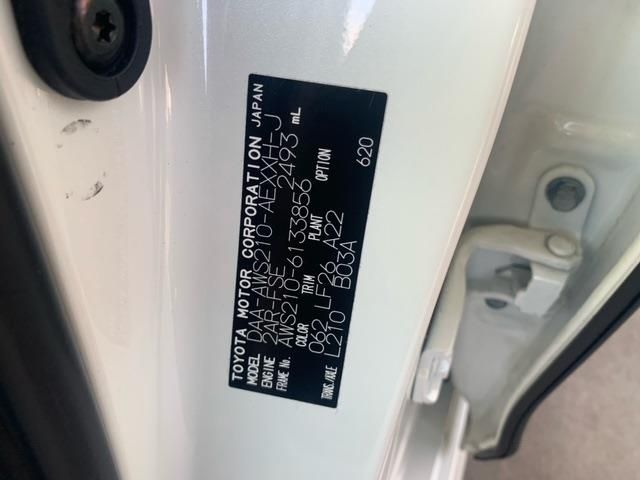 TOYOTA MOTOR CORPORATION JAPAN
MODEL DAA-AWS210-AEXXH-J
ENGINE 2AR-FSE 2493 mL
FRAME No. AWS210-6133856
COLOR TRIM PLANT OPTION
062 LF26 A22
TRANS./AXLE L210 B03A 620